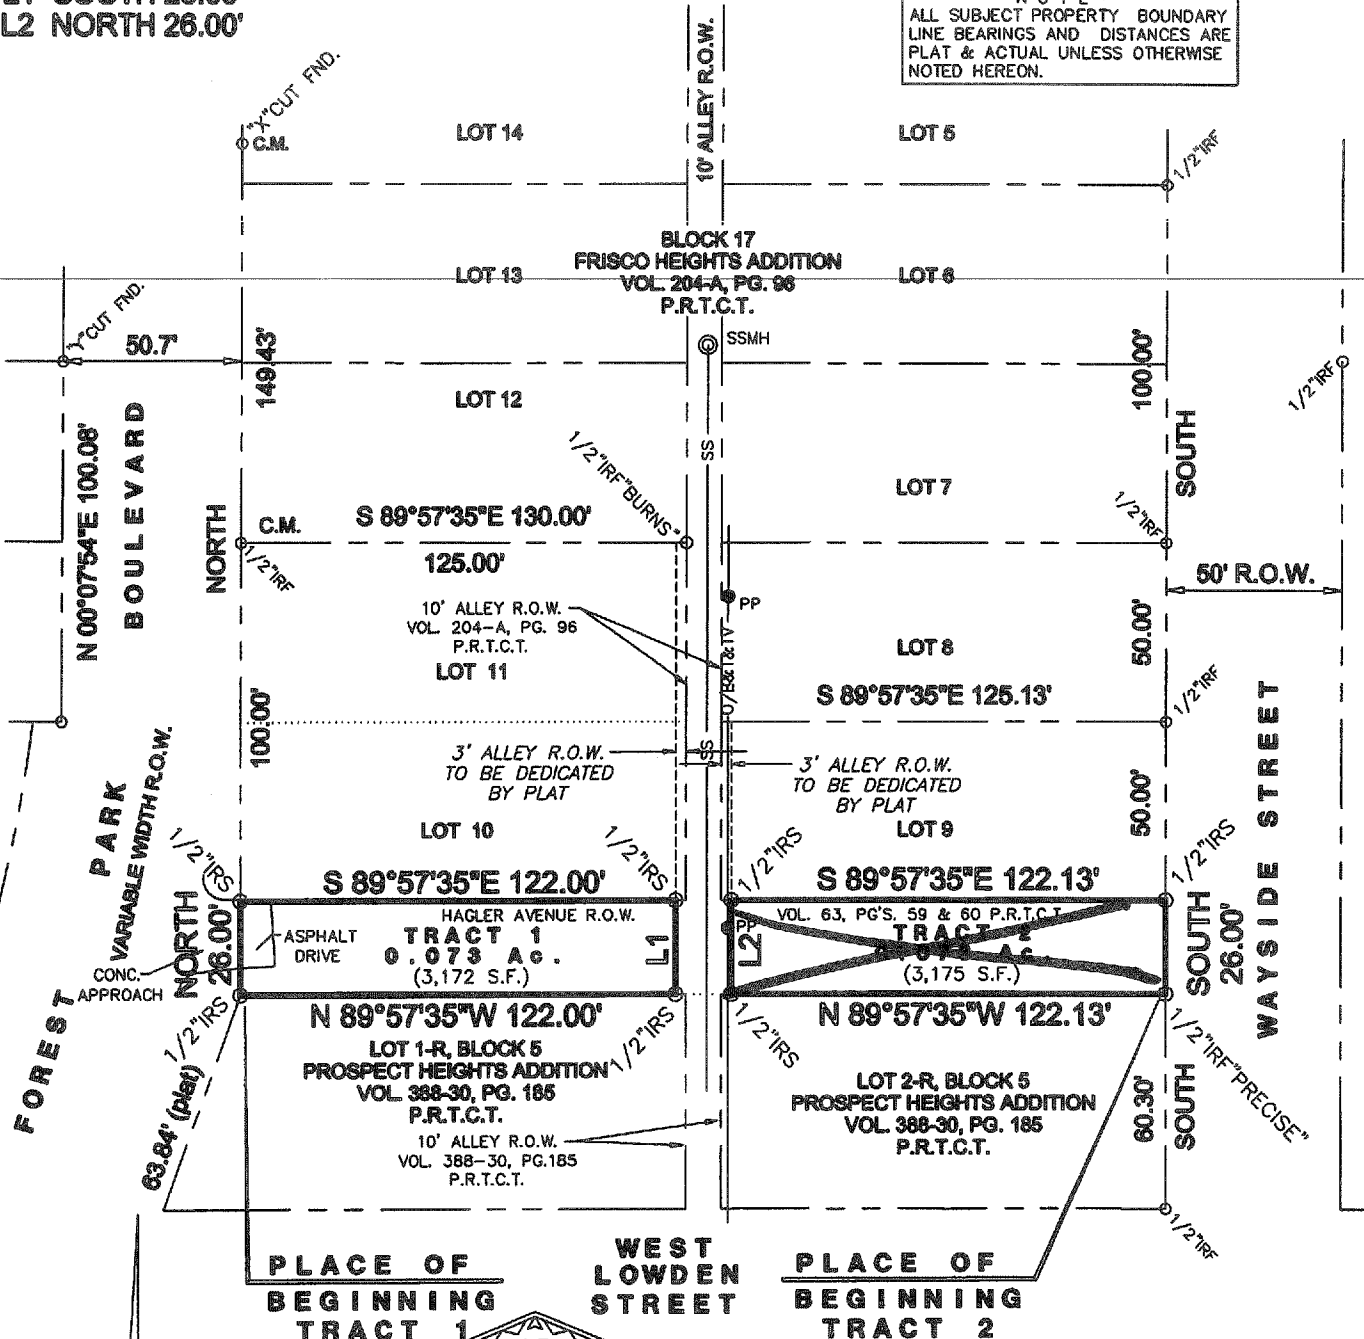 L2 NORTH 26.00'
ALL SUBJECT PROPERTY BOUNDARY
LINE BEARINGS AND DISTANCES ARE
PLAT & ACTUAL UNLESS OTHERWISE
NOTED HEREON.
10' ALLEY R.O.W.
"X"CUT FND.
C.M.
LOT 14
LOT 5
1/2"IRF
BLOCK 17
FRISCO HEIGHTS ADDITION
VOL. 204-A, PG. 96
P.R.T.C.T.
LOT 13
LOT 6
CUT FND.
50.7'
149.43'
SSMH
100.00'
1/2"IRF
LOT 12
BOULEVARD
N 00°07'54"E 100.08'
1/2"IRF"BURNS"
SS
SOUTH
LOT 7
NORTH
C.M.
1/2"IRF
S 89°57'35"E 130.00'
125.00'
1/2"IRF
50' R.O.W.
10' ALLEY R.O.W.
VOL. 204-A, PG. 96
P.R.T.C.T.
PP
LOT 11
LOT 8
50.00'
S 89°57'35"E 125.13'
1/2"IRF
100.00'
3' ALLEY R.O.W.
TO BE DEDICATED
BY PLAT
SS
3' ALLEY R.O.W.
TO BE DEDICATED
BY PLAT
WAYSIDE STREET
FOREST PARK
VARIABLE WIDTH R.O.W.
LOT 10
LOT 9
50.00'
1/2"IRS
1/2"IRS
1/2"IRS
1/2"IRS
S 89°57'35"E 122.00'
S 89°57'35"E 122.13'
NORTH
26.00'
HAGLER AVENUE R.O.W.
TRACT 1
0.073 Ac.
(3,172 S.F.)
ASPHALT
DRIVE
CONC.
APPROACH
L1
L2
PP
VOL. 63, PG'S. 59 & 60 P.R.T.C.T.
TRACT 2
Ac.
(3,175 S.F.)
SOUTH
26.00'
1/2"IRS
N 89°57'35"W 122.00'
1/2"IRS
1/2"IRS
N 89°57'35"W 122.13'
1/2"IRF"PRECISE"
LOT 1-R, BLOCK 5
PROSPECT HEIGHTS ADDITION
VOL. 388-30, PG. 185
P.R.T.C.T.
LOT 2-R, BLOCK 5
PROSPECT HEIGHTS ADDITION
VOL. 388-30, PG. 185
P.R.T.C.T.
63.84' (plat)
10' ALLEY R.O.W.
VOL. 388-30, PG.185
P.R.T.C.T.
60.30'
SOUTH
1/2"IRF
PLACE OF
BEGINNING
TRACT 1
WEST
LOWDEN
STREET
PLACE OF
BEGINNING
TRACT 2